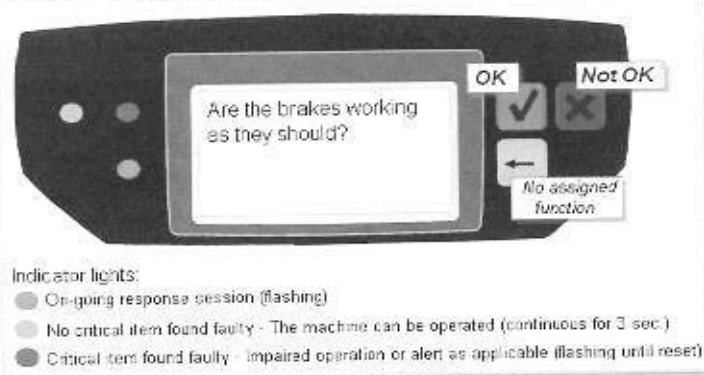 OK
Not OK
Are the brakes working
as they should?
No assigned
function
Indicator lights:
On-going response session (flashing)
No critical item found faulty - The machine can be operated (continuous for 3 sec.)
Critical item found faulty - Impaired operation or alert as applicable (flashing until reset)